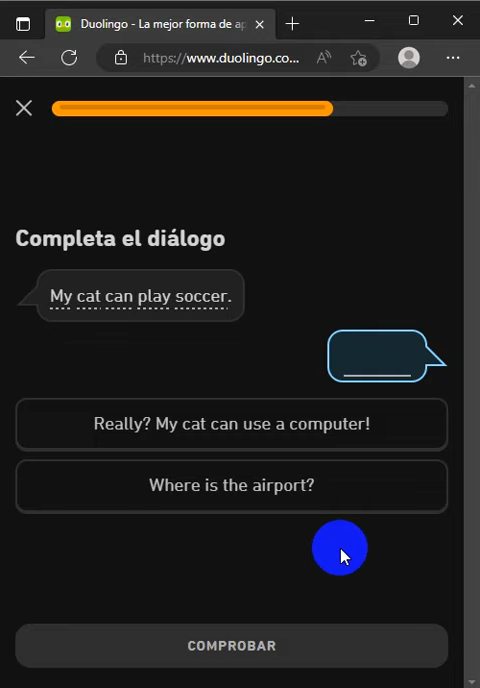 Duolingo - La mejor forma de ap
https://www.duolingo.co...
Completa el diálogo
My cat can play soccer.
Really? My cat can use a computer!
Where is the airport?
COMPROBAR